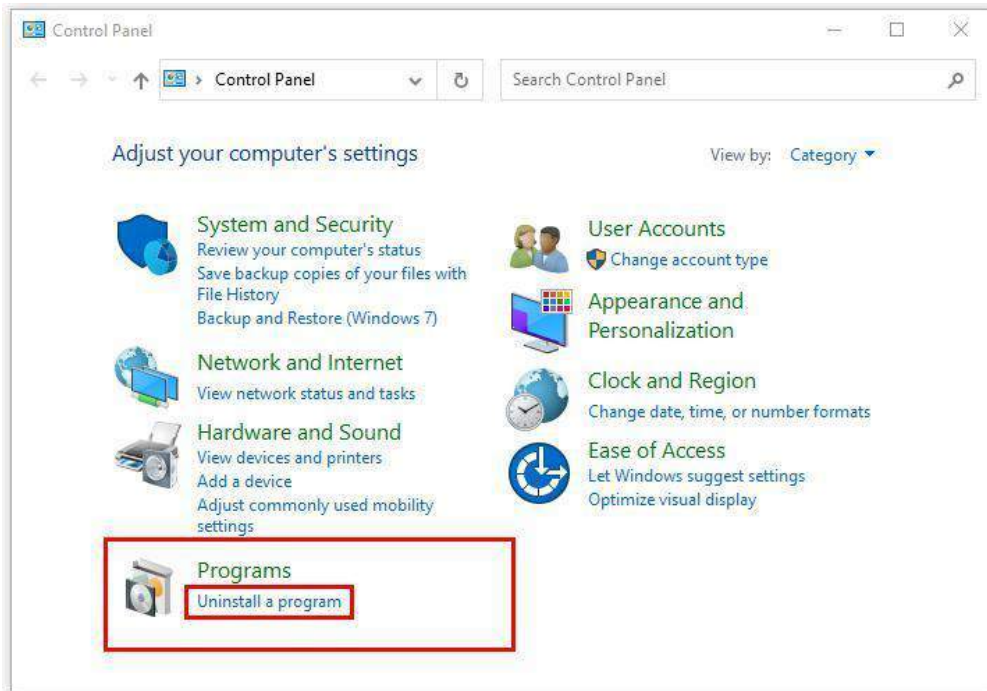 Control Panel
Control Panel
Search Control Panel
Adjust your computer's settings
View by: Category
System and Security
Review your computer's status
Save backup copies of your files with
File History
Backup and Restore (Windows 7)
Network and Internet
View network status and tasks
Hardware and Sound
View devices and printers
Add a device
Adjust commonly used mobility
settings
Programs
Uninstall a program
User Accounts
Change account type
Appearance and
Personalization
Clock and Region
Change date, time, or number formats
Ease of Access
Let Windows suggest settings
Optimize visual display